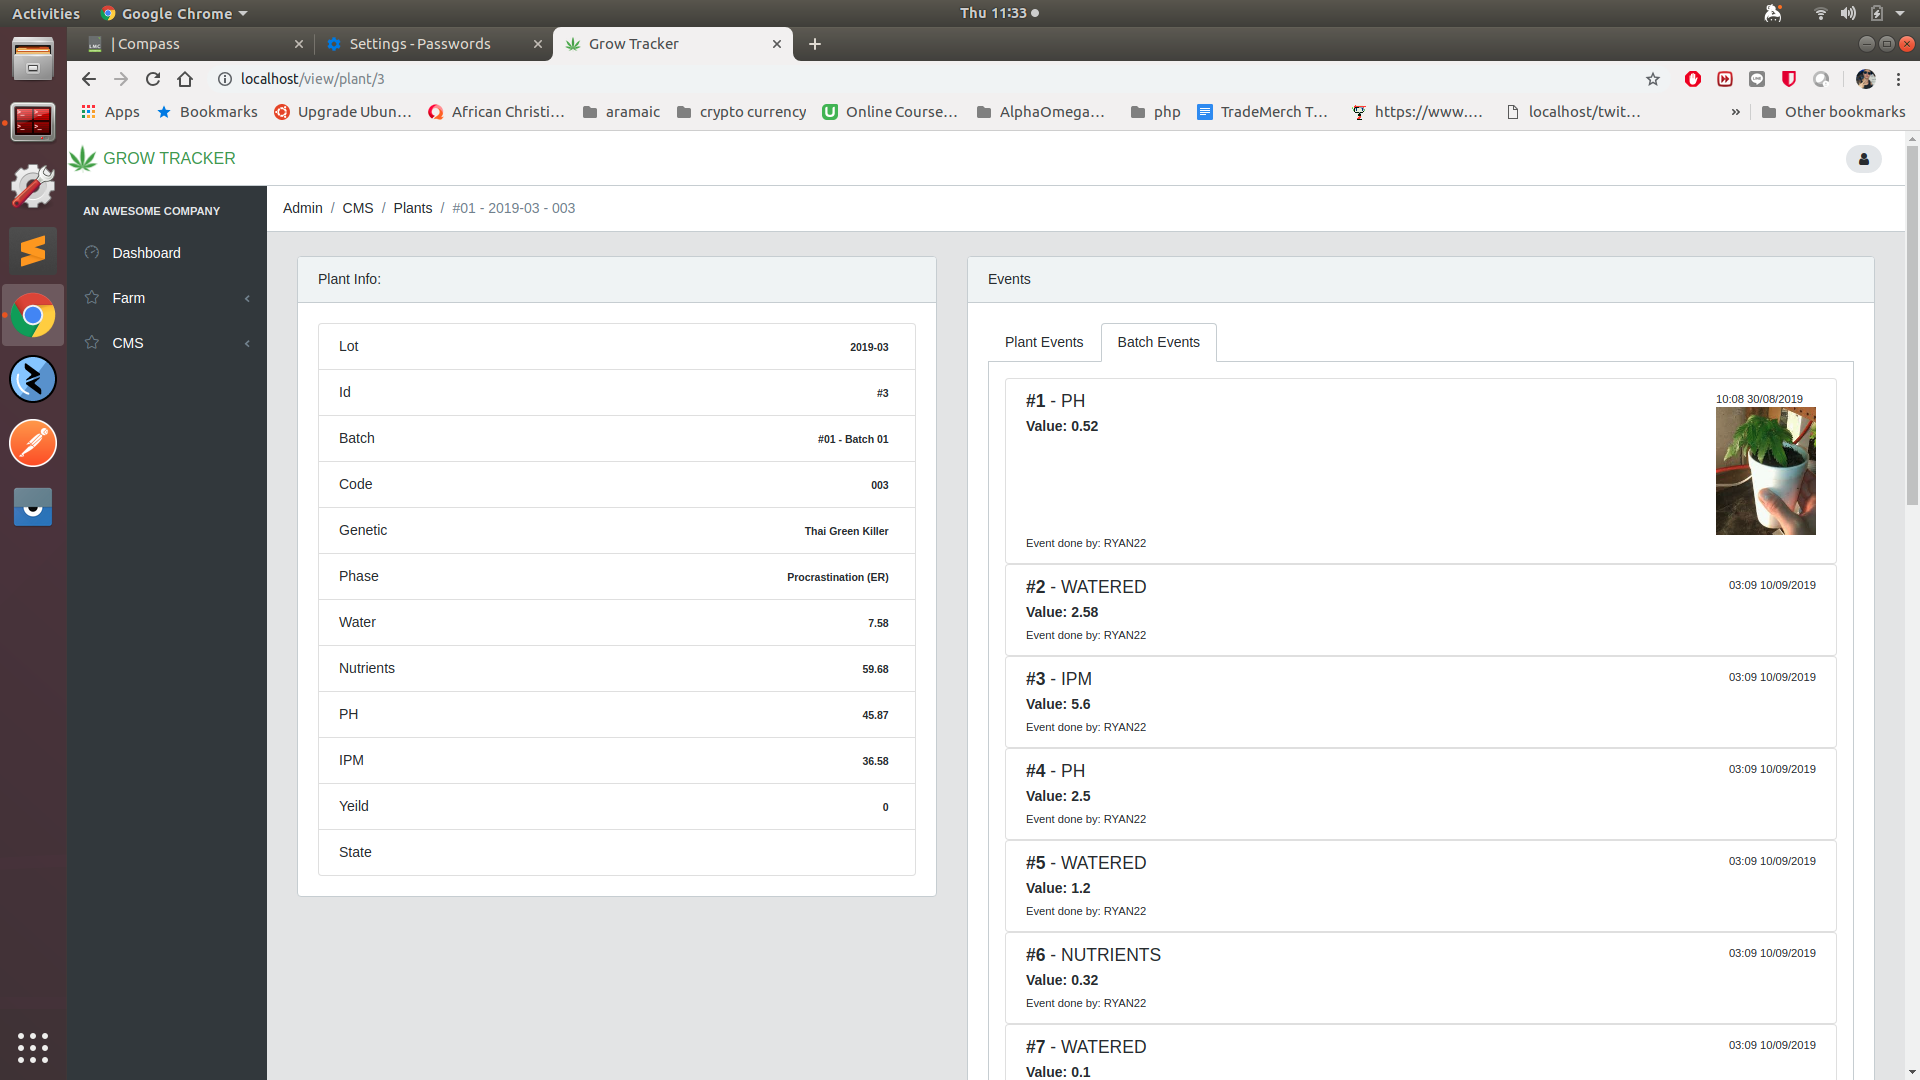 Activities Google Chrome Thu 11:33
| Compass Settings - Passwords Grow Tracker
localhost/view/plant/3
Apps Bookmarks Upgrade Ubun... African Christi... aramaic crypto currency Online Course... AlphaOmega... php TradeMerch T... https://www.... localhost/twit... » Other bookmarks
GROW TRACKER
AN AWESOME COMPANY
Dashboard
Farm
CMS
Admin / CMS / Plants / #01 - 2019-03 - 003
Plant Info:
Lot 2019-03
Id #3
Batch #01 - Batch 01
Code 003
Genetic Thai Green Killer
Phase Procrastination (ER)
Water 7.58
Nutrients 59.68
PH 45.87
IPM 36.58
Yeild 0
State
Events
Plant Events Batch Events
#1 - PH 10:08 30/08/2019
Value: 0.52
Event done by: RYAN22
#2 - WATERED 03:09 10/09/2019
Value: 2.58
Event done by: RYAN22
#3 - IPM 03:09 10/09/2019
Value: 5.6
Event done by: RYAN22
#4 - PH 03:09 10/09/2019
Value: 2.5
Event done by: RYAN22
#5 - WATERED 03:09 10/09/2019
Value: 1.2
Event done by: RYAN22
#6 - NUTRIENTS 03:09 10/09/2019
Value: 0.32
Event done by: RYAN22
#7 - WATERED 03:09 10/09/2019
Value: 0.1